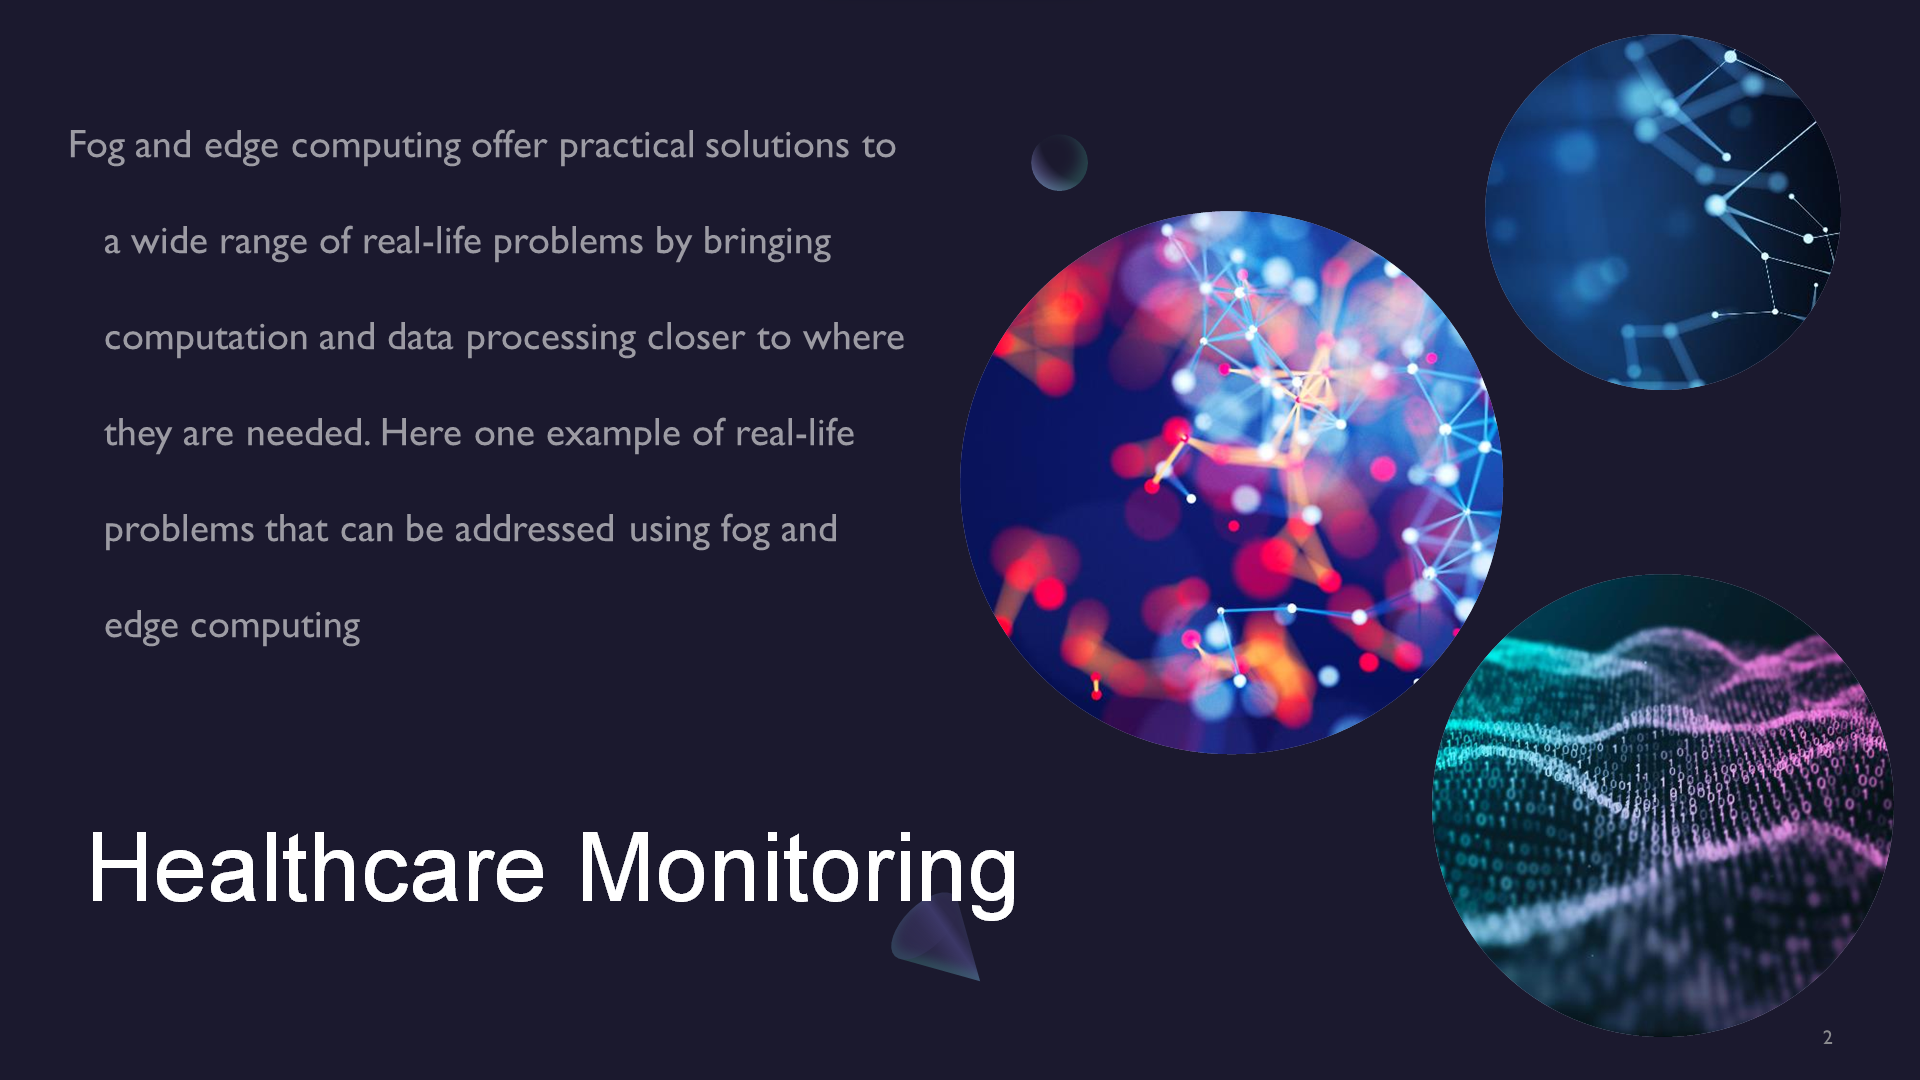 Fog and edge computing offer practical solutions to
a wide range of real-life problems by bringing
computation and data processing closer to where
they are needed. Here one example of real-life
problems that can be addressed using fog and
edge computing
Healthcare Monitoring
2